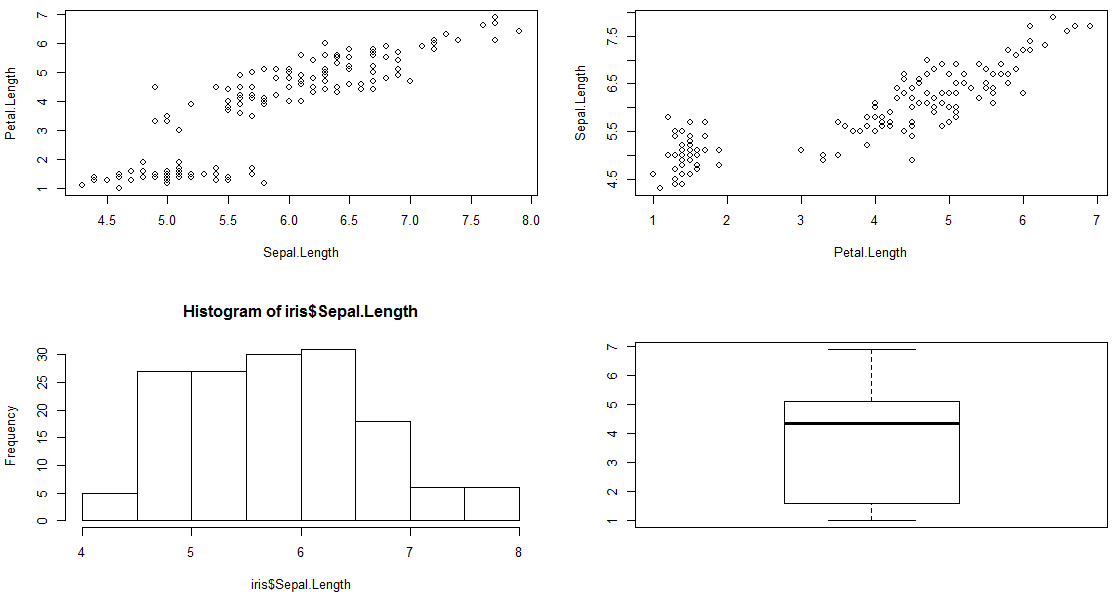 Petal.Length
7
6
5
4
3
2
1
4.5 5.0 5.5 6.0 6.5 7.0 7.5 8.0
Sepal.Length
Sepal.Length
7.5
6.5
5.5
4.5
1 2 3 4 5 6 7
Petal.Length
Histogram of iris$Sepal.Length
Frequency
30
25
20
15
10
5
0
4 5 6 7 8
iris$Sepal.Length
7
6
5
4
3
2
1